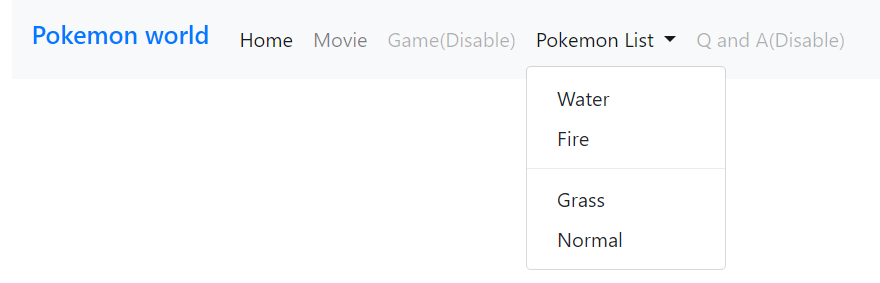 Pokemon world Home Movie Game(Disable) Pokemon List Q and A(Disable)
Water
Fire
Grass
Normal